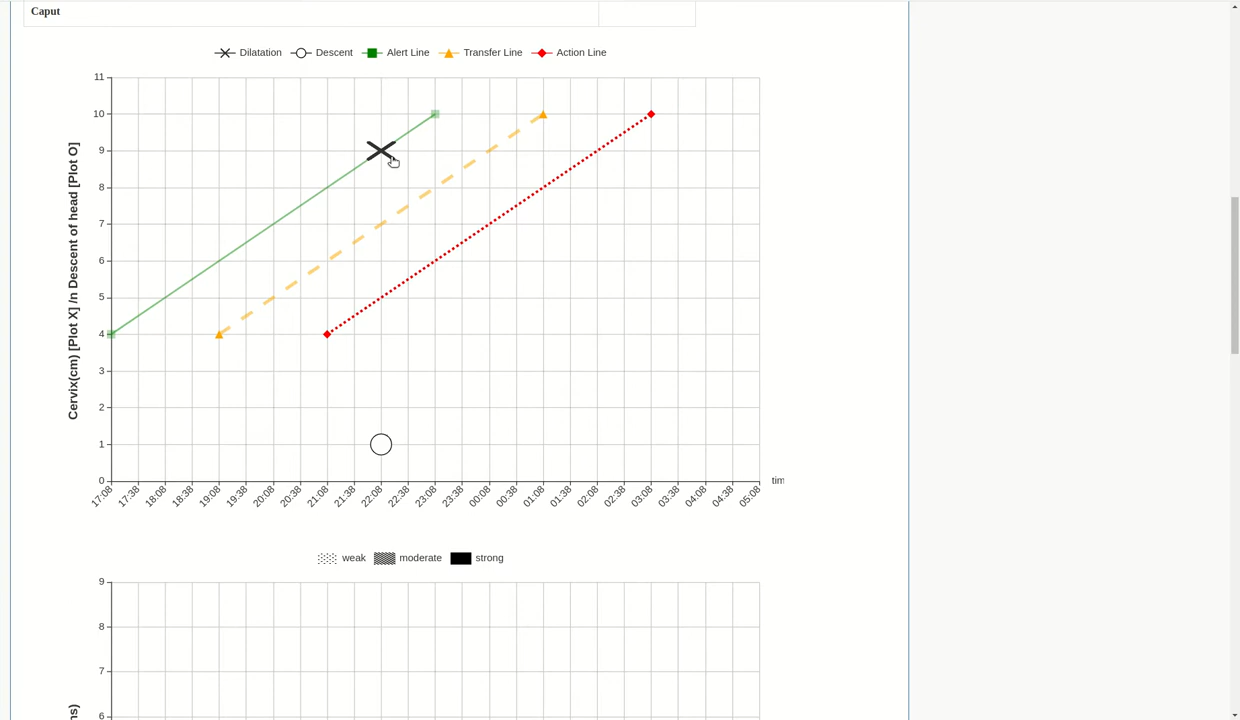 Caput
Dilatation Descent Alert Line Transfer Line Action Line
11
10
9
8
7
6
5
4
3
2
1
0
Cervix(cm) [Plot X] /n Descent of head [Plot O]
17:08 17:38 18:08 18:38 19:08 19:38 20:08 20:38 21:08 21:38 22:08 22:38 23:08 23:38 00:08 00:38 01:08 01:38 02:08 02:38 03:08 03:38 04:08 04:38 05:08
tim
weak moderate strong
9
8
7
6
ns)